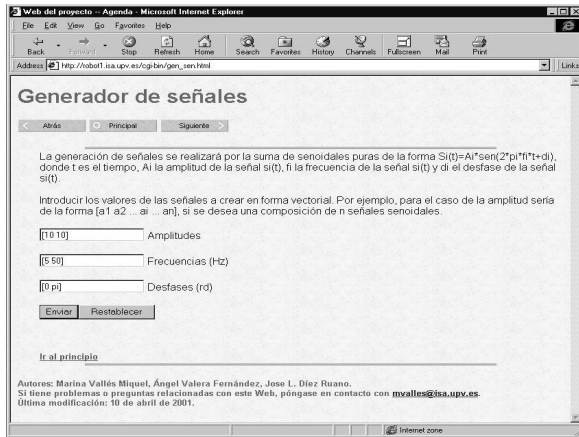 Web del proyecto -- Agenda - Microsoft Internet Explorer
File Edit View Go Favorites Help
Back Forward Stop Refresh Home Search Favorites History Channels Fullscreen Mail Print
Address http://robot1.isa.upv.es/cgi-bin/gen_sen.html Links
Generador de señales
Atrás Principal Siguiente
La generación de señales se realizará por la suma de senoidales puras de la forma Si(t)=Ai*sen(2*pi*fi*t+di),
donde t es el tiempo, Ai la amplitud de la señal si(t), fi la frecuencia de la señal si(t) y di el desfase de la señal
si(t).
Introducir los valores de las señales a crear en forma vectorial. Por ejemplo, para el caso de la amplitud sería
de la forma [a1 a2 ... ai ... an], si se desea una composición de n señales senoidales.
[10 10] Amplitudes
[5 50] Frecuencias (Hz)
[0 pi] Desfases (rd)
Enviar Restablecer
Ir al principio
Autores: Marina Vallés Miquel, Ángel Valera Fernández, Jose L. Díez Ruano.
Si tiene problemas o preguntas relacionadas con este Web, póngase en contacto con mvalles@isa.upv.es.
Última modificación: 10 de abril de 2001.
Internet zone